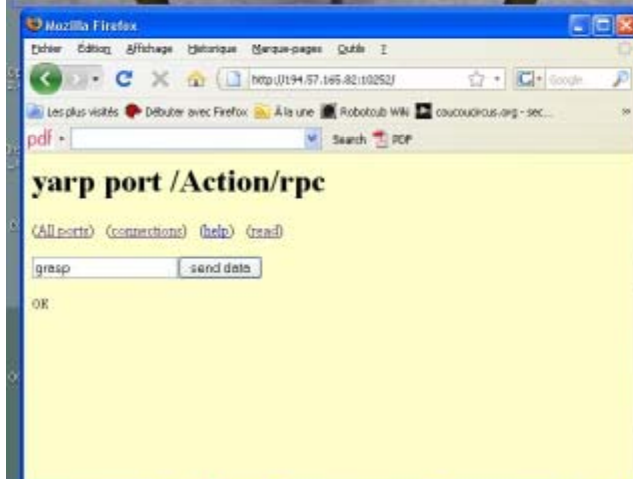 Mozilla Firefox
Fichier Édition Affichage Historique Marque-pages Outils ?
http://194.57.165.82:10252/
Google
Les plus visités Débuter avec Firefox À la une Robotcub Wiki coucoucircus.org - sec...
pdf Search PDF
yarp port /Action/rpc
(All ports) (connections) (help) (read)
grasp send data
OK